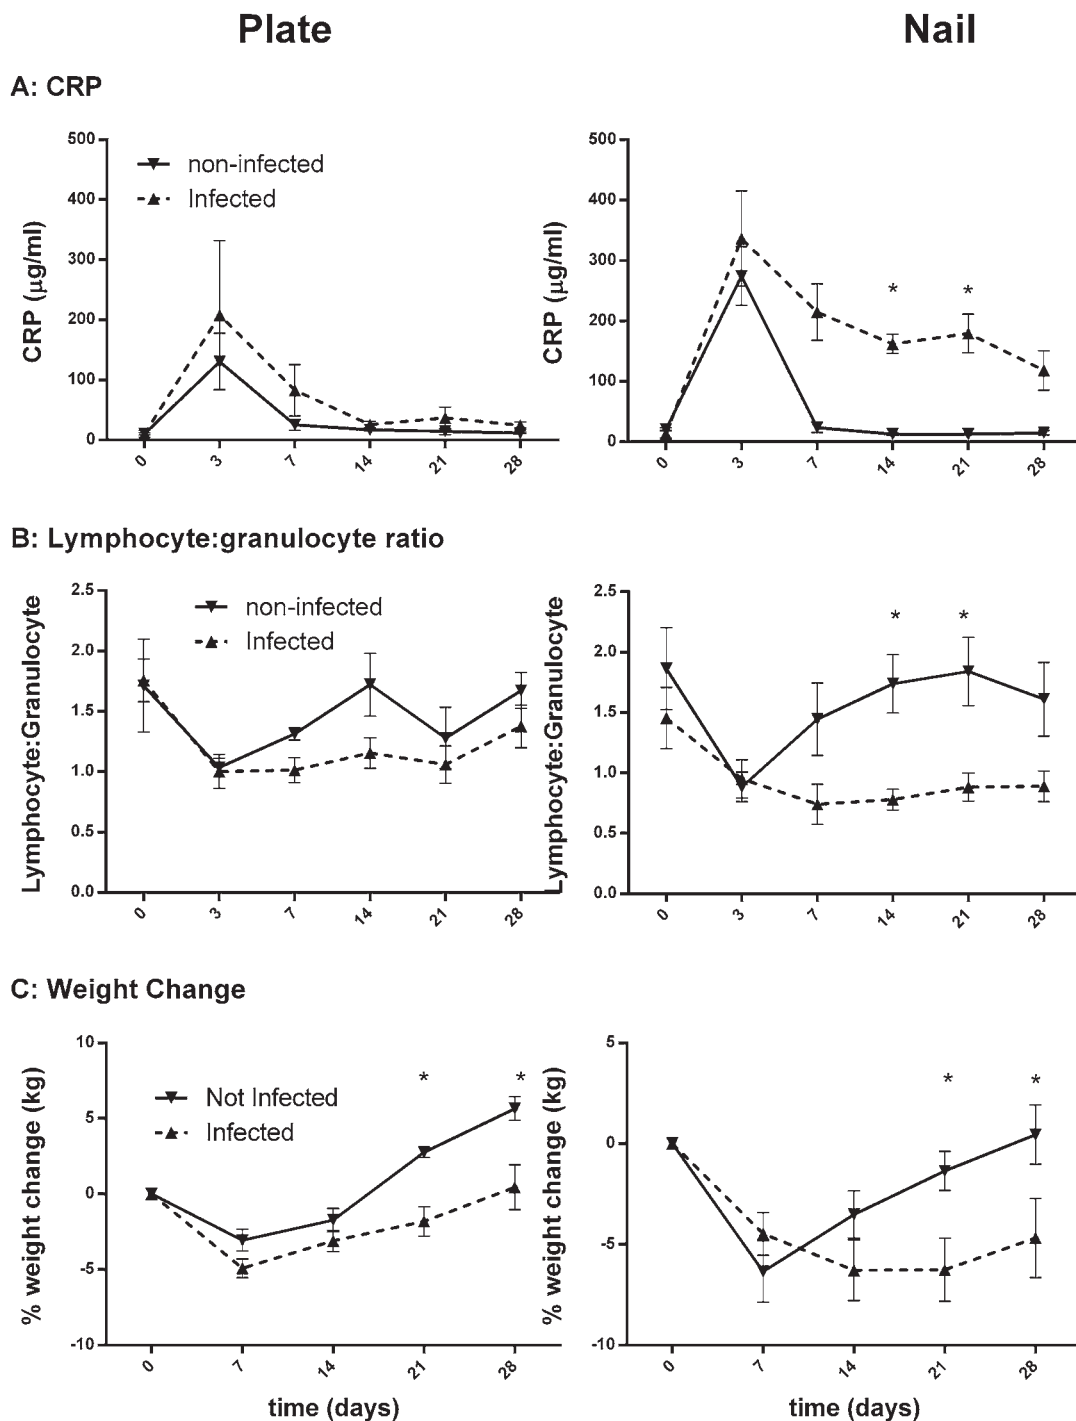 Plate Nail
A: CRP
500
400
300
200
100
0
CRP (µg/ml)
non-infected
Infected
0 3 7 14 21 28
500
400
300
200
100
0
CRP (µg/ml)
* *
0 3 7 14 21 28
B: Lymphocyte:granulocyte ratio
2.5
2.0
1.5
1.0
0.5
0.0
Lymphocyte:Granulocyte
non-infected
Infected
0 3 7 14 21 28
2.5
2.0
1.5
1.0
0.5
0.0
Lymphocyte:Granulocyte
* *
0 3 7 14 21 28
C: Weight Change
10
5
0
-5
-10
% weight change (kg)
Not Infected
Infected
* *
0 7 14 21 28
time (days)
5
0
-5
-10
% weight change (kg)
* *
0 7 14 21 28
time (days)